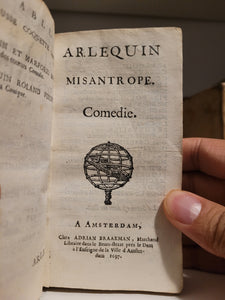 ARLEQUIN
MISANTROPE.
Comedie.
A AMSTERDAM,
Chez ADRIAN BRAAKMAN, Marchand
Libraire dans le Beurs-straat près le Dam
à l'Enseigne de la Ville d'Amster-
dam 1697.